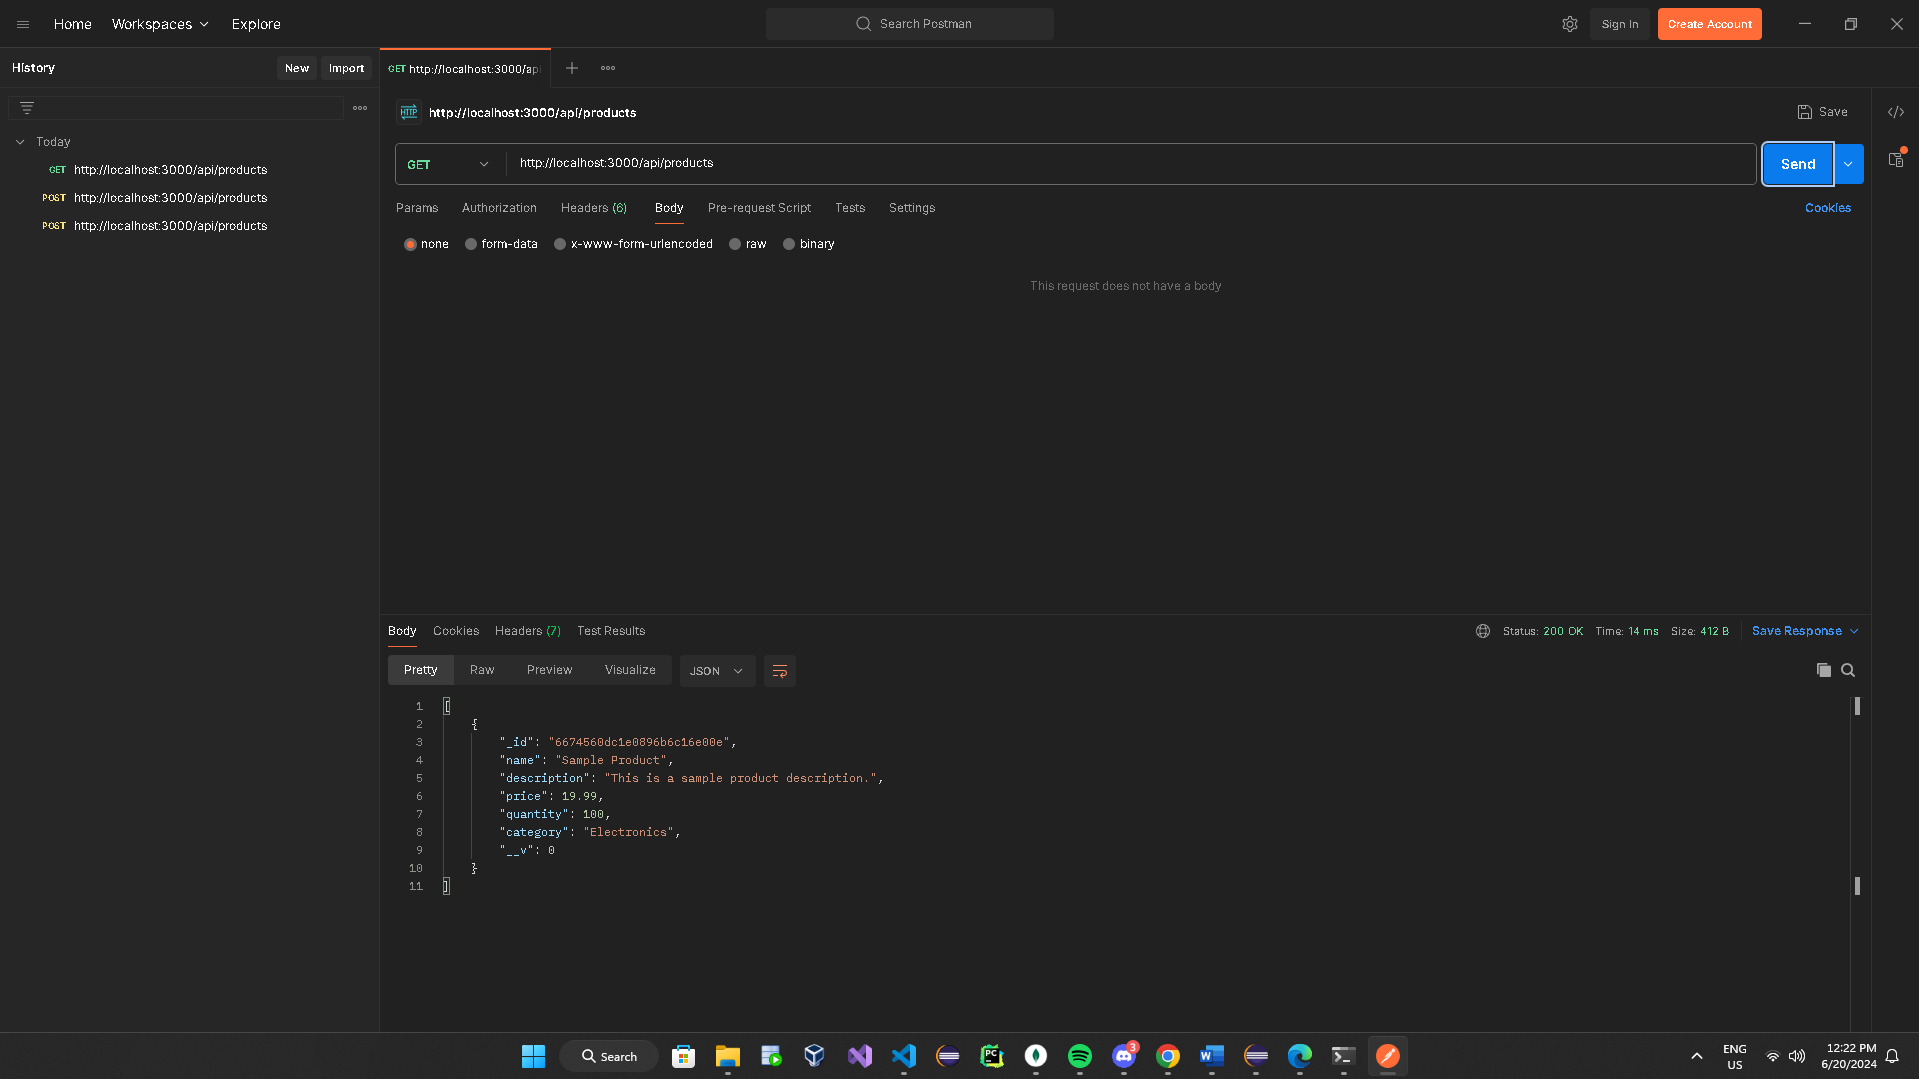 Home Workspaces Explore Search Postman Sign In Create Account
History New Import
GET http://localhost:3000/api
HTTP http://localhost:3000/api/products Save
Today
GET http://localhost:3000/api/products
POST http://localhost:3000/api/products
POST http://localhost:3000/api/products
GET http://localhost:3000/api/products Send
Params Authorization Headers (6) Body Pre-request Script Tests Settings Cookies
none form-data x-www-form-urlencoded raw binary
This request does not have a body
Body Cookies Headers (7) Test Results Status: 200 OK Time: 14 ms Size: 412 B Save Response
Pretty Raw Preview Visualize JSON
1 [
2 {
3 "_id": "6674560dc1e0896b6c16e00e",
4 "name": "Sample Product",
5 "description": "This is a sample product description.",
6 "price": 19.99,
7 "quantity": 100,
8 "category": "Electronics",
9 "__v": 0
10 }
11 ]
Search PC 3 W
ENG
US
12:22 PM
6/20/2024